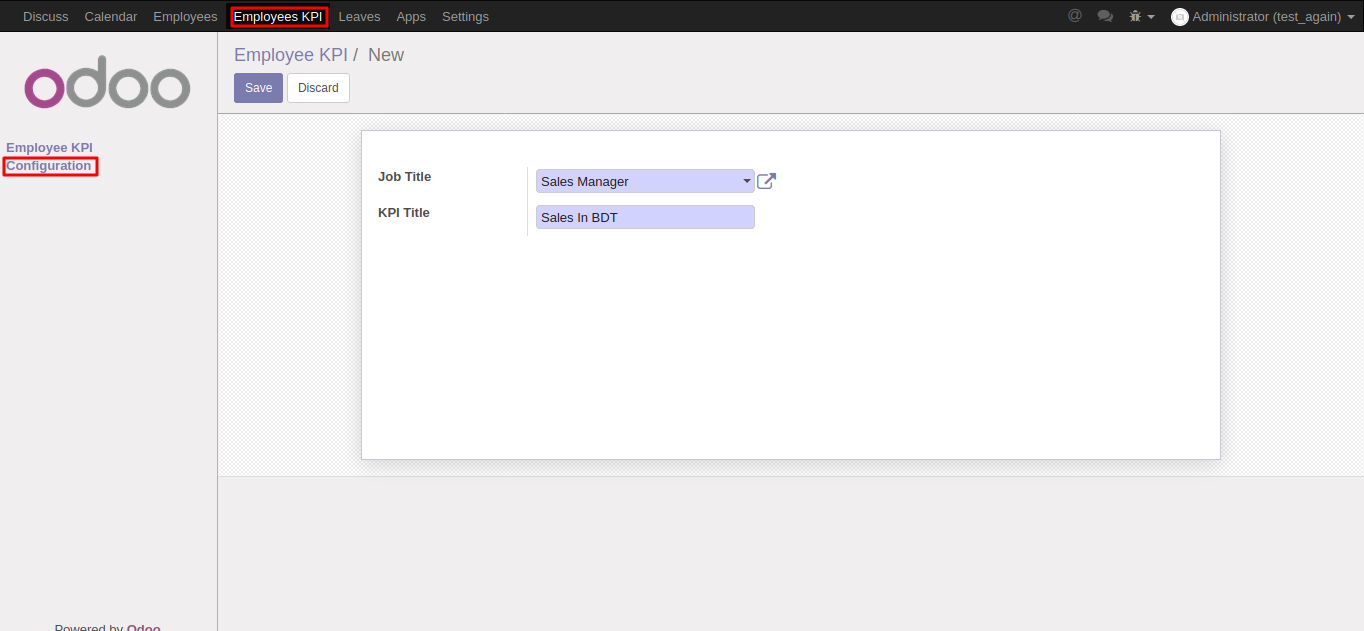 Discuss Calendar Employees Employees KPI Leaves Apps Settings @ Administrator (test_again)
odoo
Employee KPI
Configuration
Powered by Odoo
Employee KPI / New
Save Discard
Job Title Sales Manager
KPI Title Sales In BDT